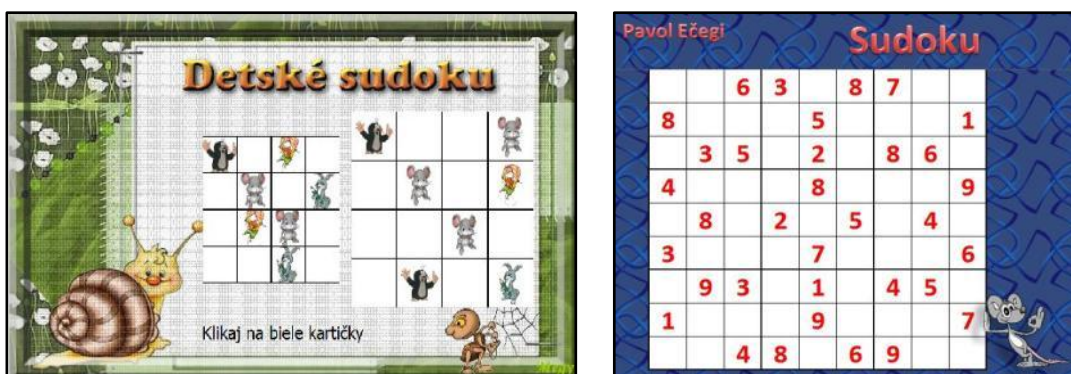 Detské sudoku
Klikaj na biele kartičky
Pavol Ečegi
Sudoku
6 3 8 7
8 5 1
3 5 2 8 6
4 8 9
8 2 5 4
3 7 6
9 3 1 4 5
1 9 7
4 8 6 9